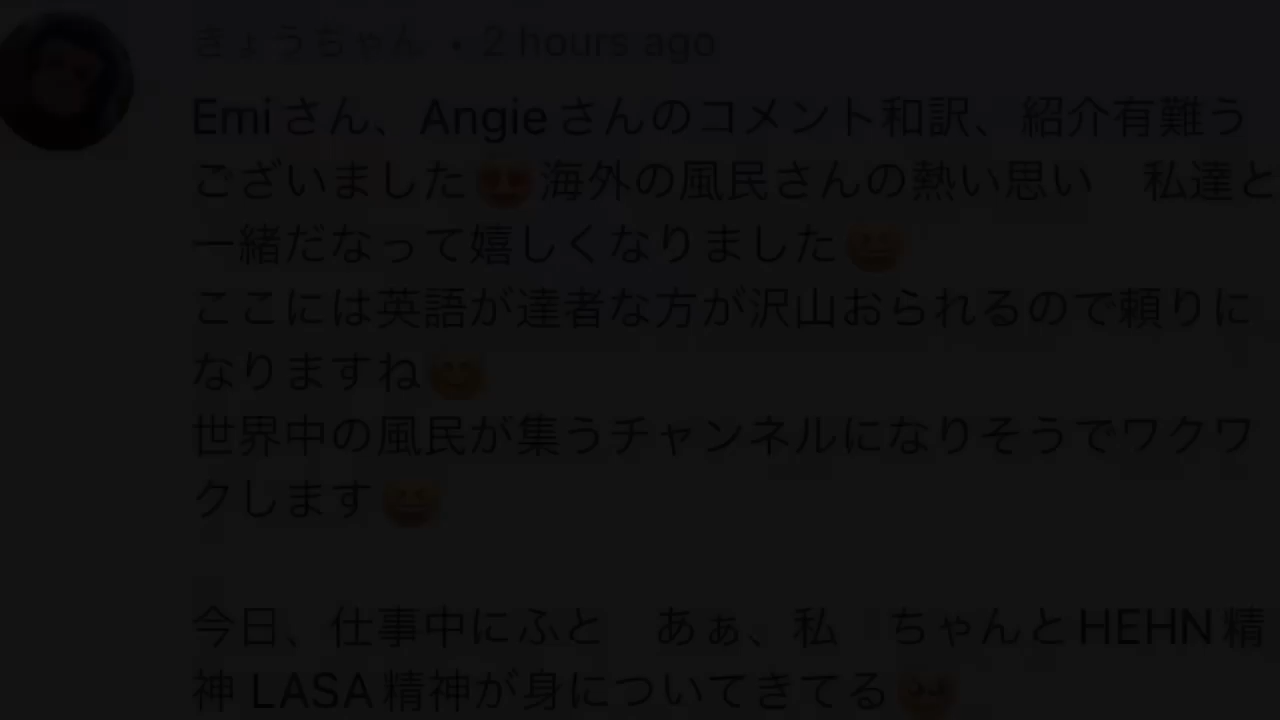 きょうちゃん • 2 hours ago
Emiさん、Angieさんのコメント和訳、紹介有難う
ございました😍海外の風民さんの熱い思い　私達と
一緒だなって嬉しくなりました😄
ここには英語が達者な方が沢山おられるので頼りに
なりますね😊
世界中の風民が集うチャンネルになりそうでワクワ
クします😆
今日、仕事中にふと　あぁ、私　ちゃんとHEHN精
神LASA精神が身についてきてる🥺